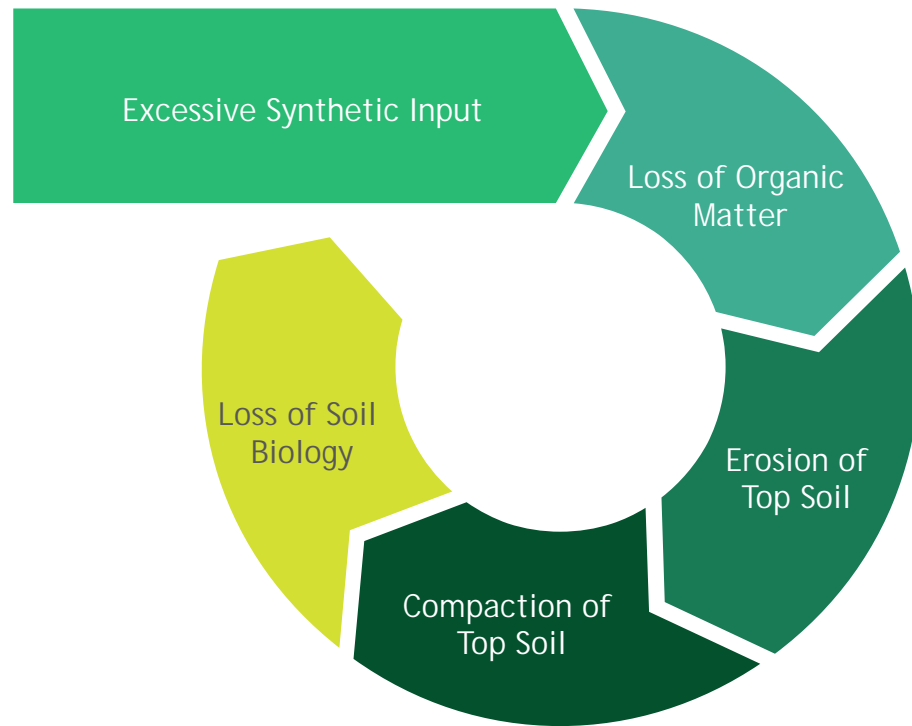 Excessive Synthetic Input
Loss of Organic
Matter
Erosion of
Top Soil
Compaction of
Top Soil
Loss of Soil
Biology